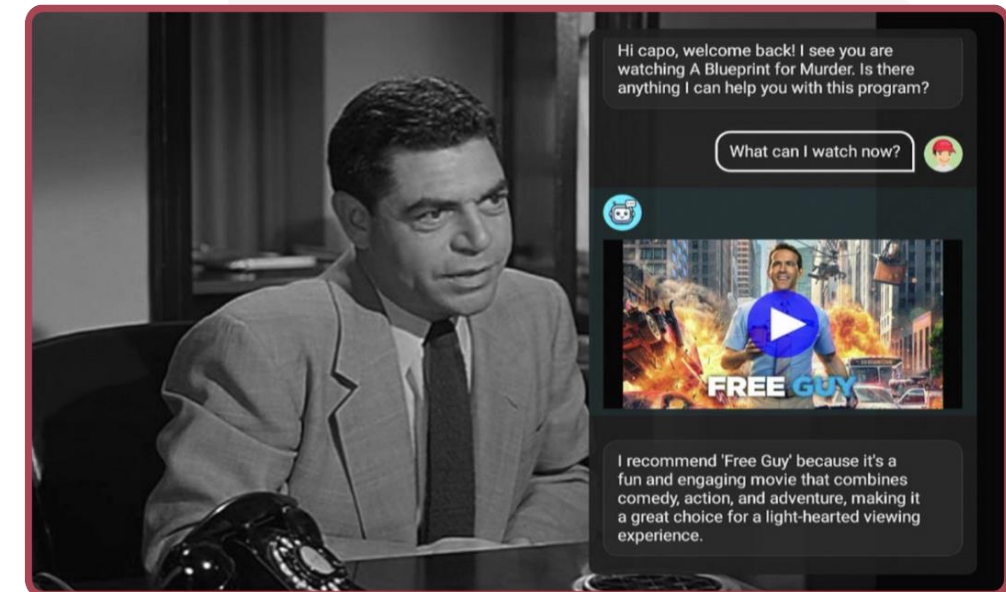 Hi capo, welcome back! I see you are
watching A Blueprint for Murder. Is there
anything I can help you with this program?
What can I watch now?
FREE GUY
I recommend 'Free Guy' because it's a
fun and engaging movie that combines
comedy, action, and adventure, making it
a great choice for a light-hearted viewing
experience.